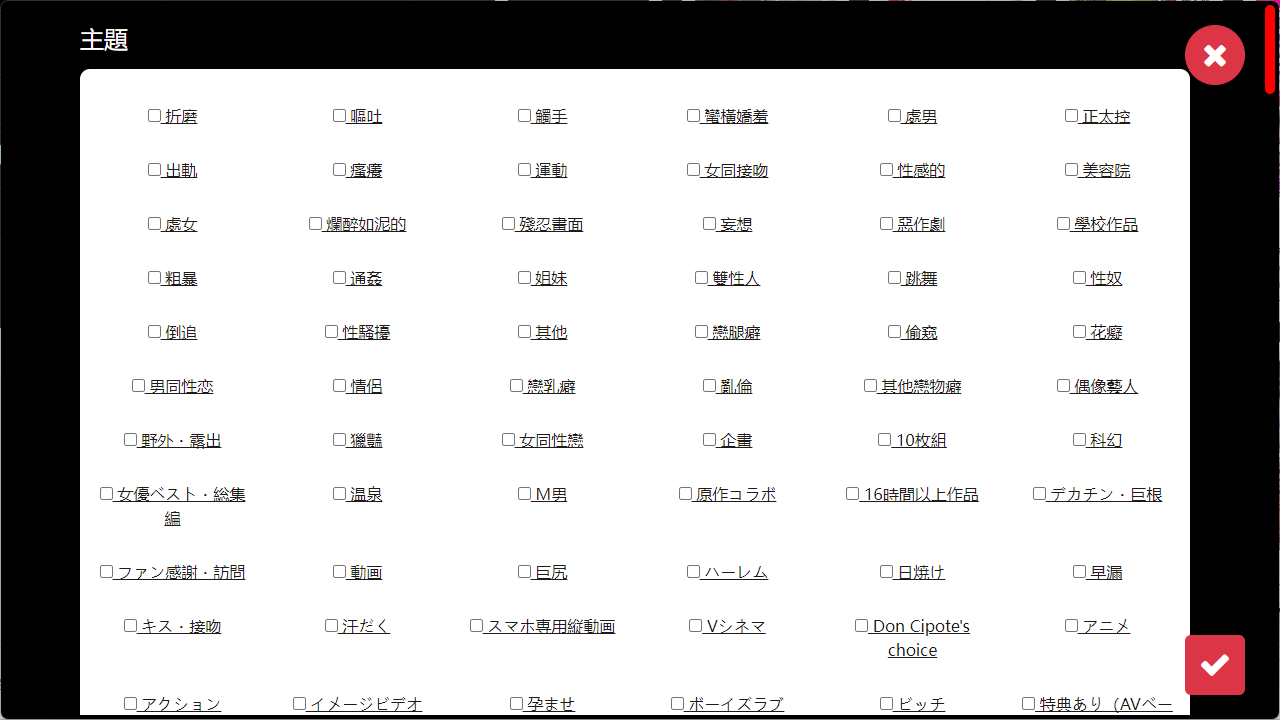 主題
折磨 嘔吐 觸手 蠻橫嬌羞 處男 正太控
出軌 瘙癢 運動 女同接吻 性感的 美容院
處女 爛醉如泥的 殘忍畫面 妄想 惡作劇 學校作品
粗暴 通姦 姐妹 雙性人 跳舞 性奴
倒追 性騷擾 其他 戀腿癖 偷窺 花癡
男同性恋 情侶 戀乳癖 亂倫 其他戀物癖 偶像藝人
野外・露出 獵豔 女同性戀 企畫 10枚組 科幻
女優ベスト・総集編 温泉 M男 原作コラボ 16時間以上作品 デカチン・巨根
ファン感謝・訪問 動画 巨尻 ハーレム 日焼け 早漏
キス・接吻 汗だく スマホ専用縦動画 Vシネマ Don Cipote's choice アニメ
アクション イメージビデオ 孕ませ ボーイズラブ ビッチ 特典あり（AVベー